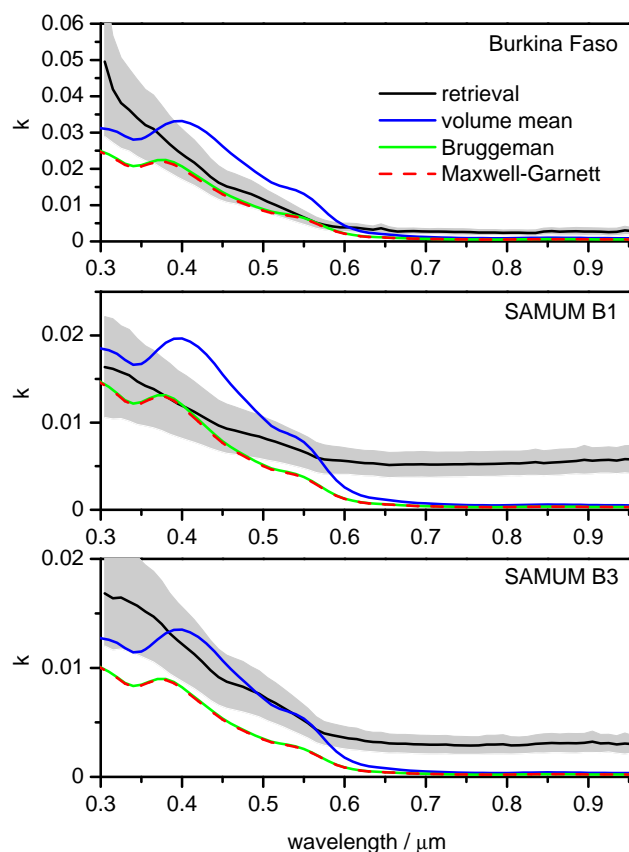 0.06
0.05
0.04
0.03
0.02
0.01
0
k
Burkina Faso
retrieval
volume mean
Bruggeman
Maxwell-Garnett
0.3 0.4 0.5 0.6 0.7 0.8 0.9
0.02
0.01
0
k
SAMUM B1
0.3 0.4 0.5 0.6 0.7 0.8 0.9
0.02
0.01
0
k
SAMUM B3
0.3 0.4 0.5 0.6 0.7 0.8 0.9
wavelength / μm